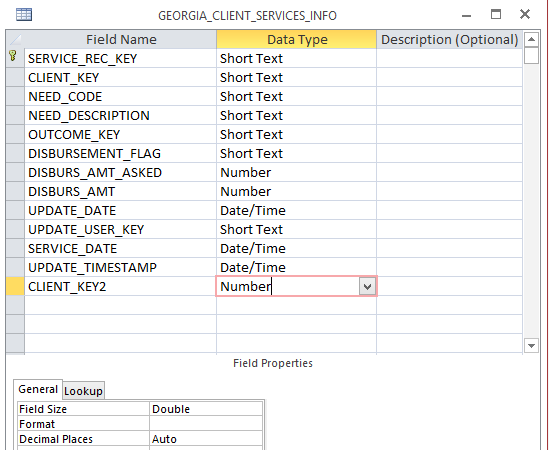 GEORGIA_CLIENT_SERVICES_INFO
Field Name Data Type Description (Optional)
SERVICE_REC_KEY Short Text
CLIENT_KEY Short Text
NEED_CODE Short Text
NEED_DESCRIPTION Short Text
OUTCOME_KEY Short Text
DISBURSEMENT_FLAG Short Text
DISBURS_AMT_ASKED Number
DISBURS_AMT Number
UPDATE_DATE Date/Time
UPDATE_USER_KEY Short Text
SERVICE_DATE Date/Time
UPDATE_TIMESTAMP Date/Time
CLIENT_KEY2 Number
Field Properties
General Lookup
Field Size Double
Format
Decimal Places Auto